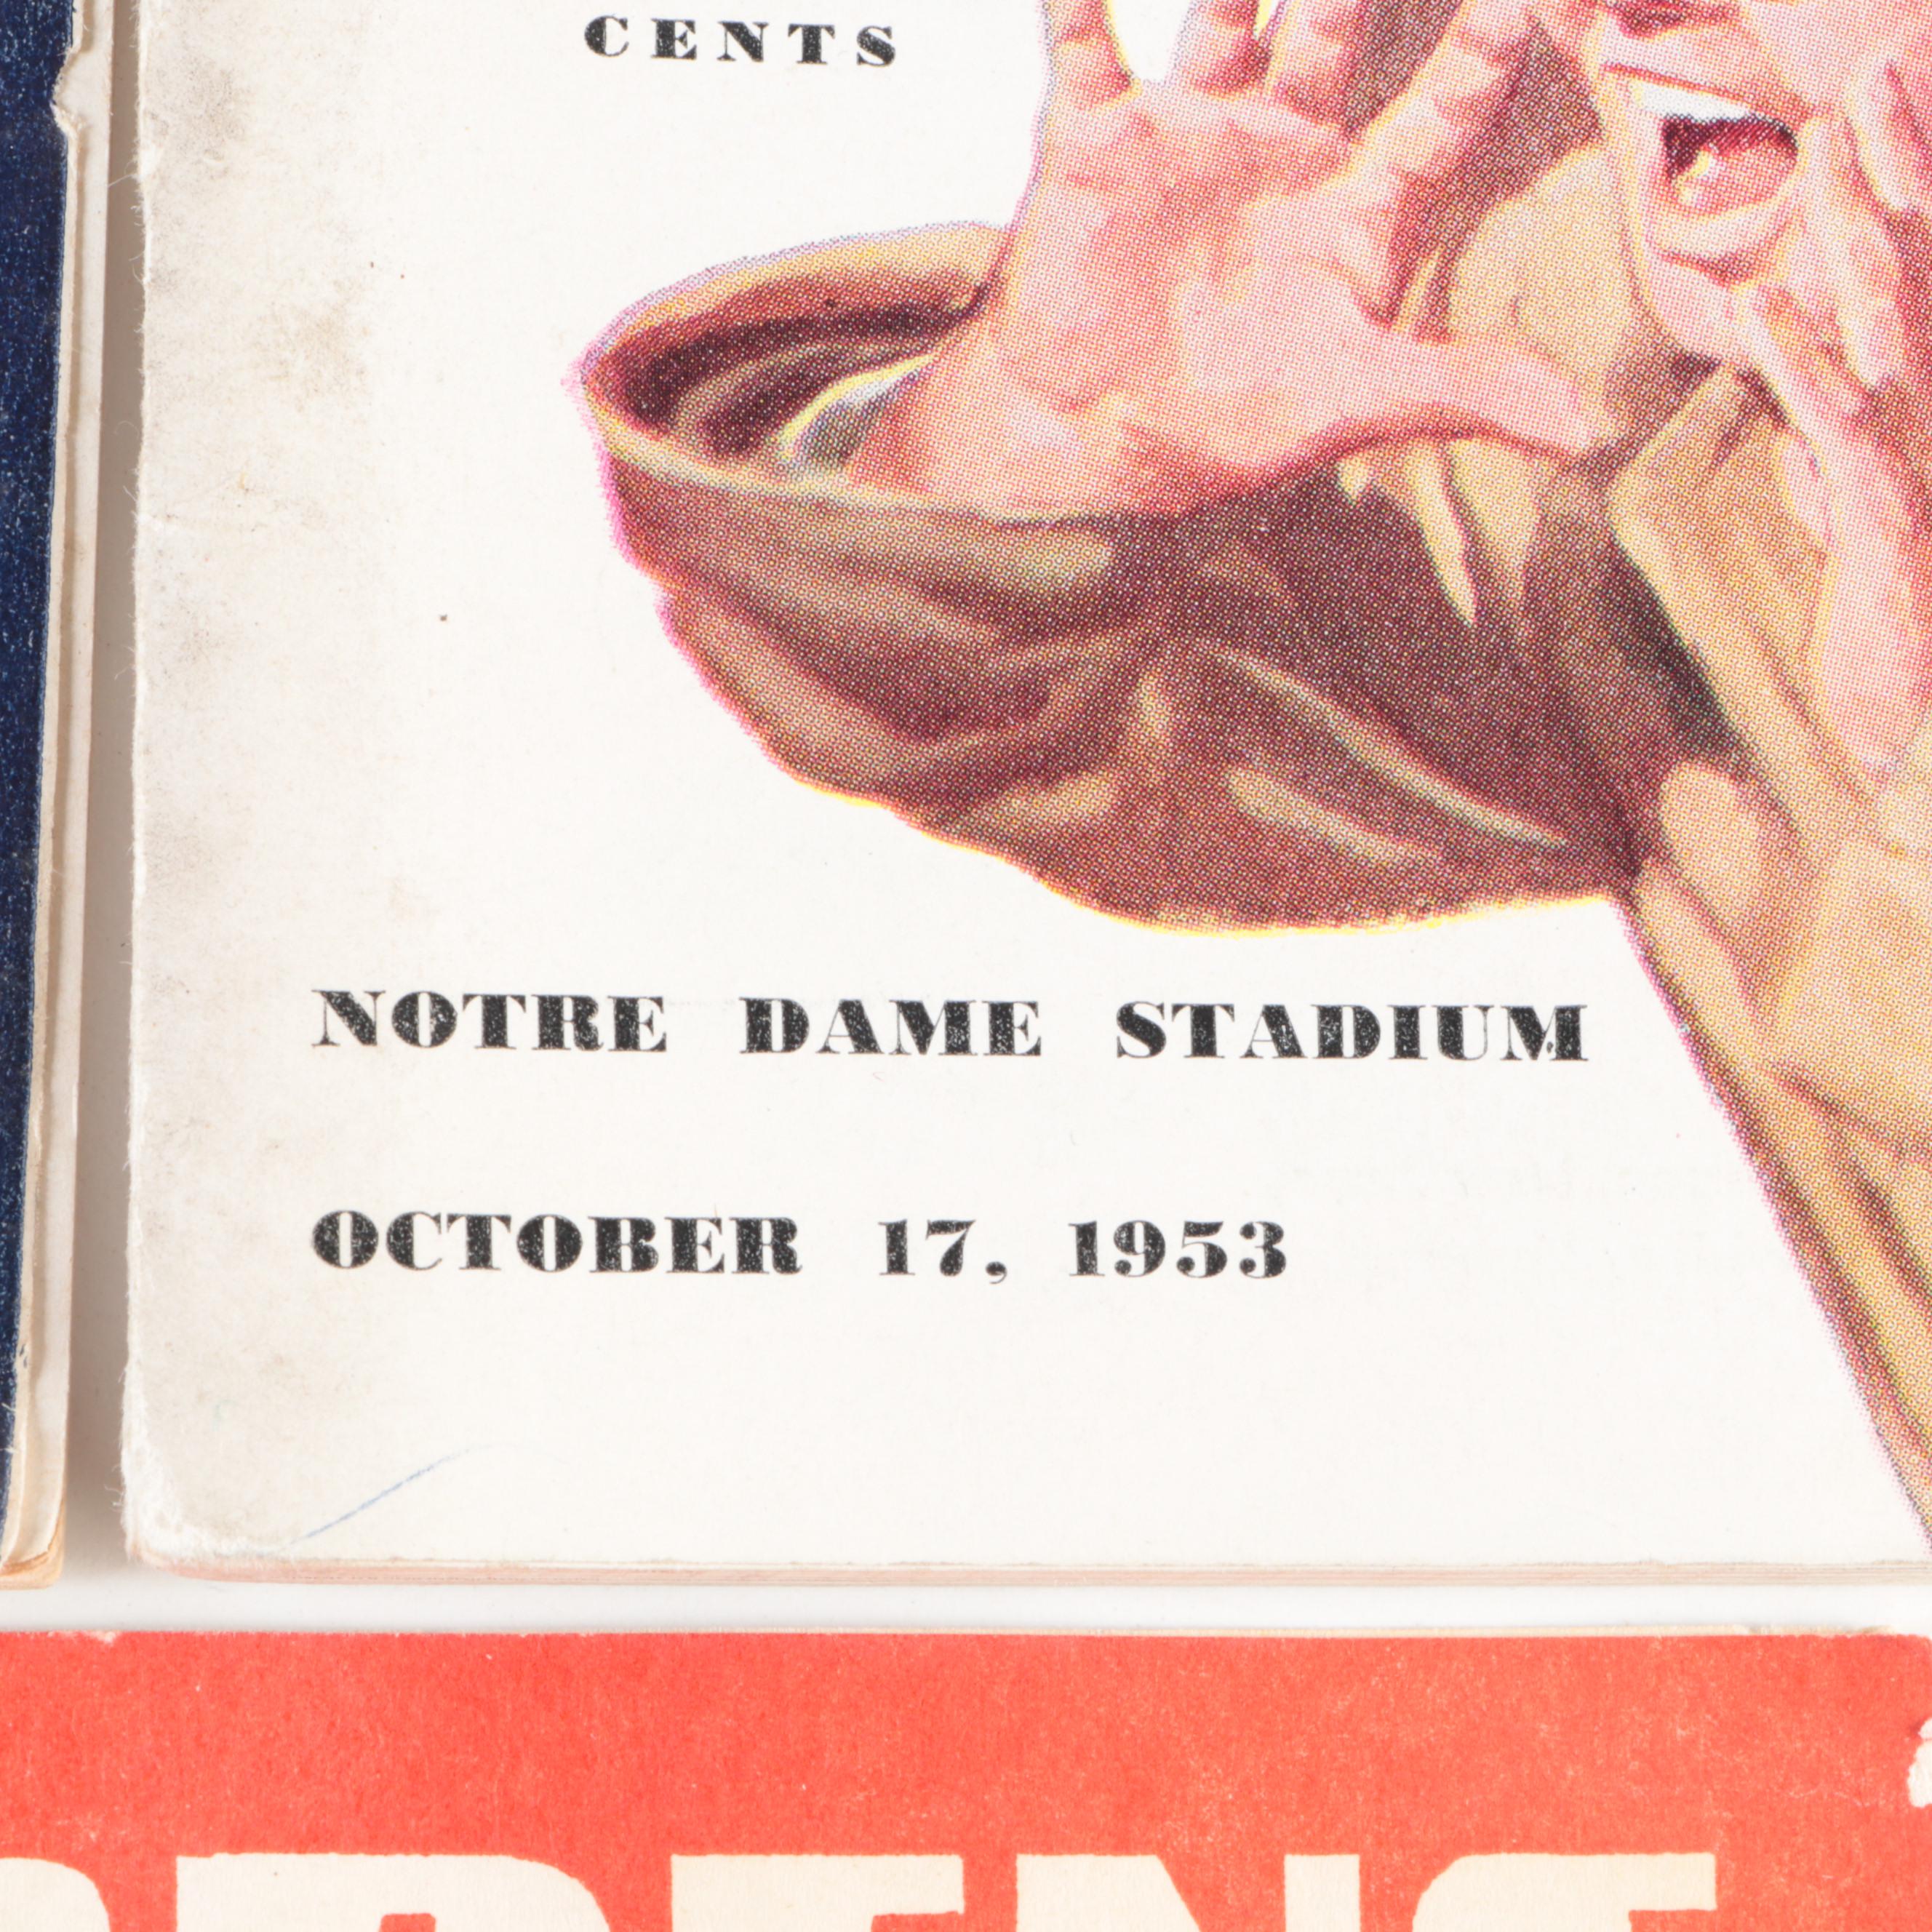 CENTS
NOTRE DAME STADIUM
OCTOBER 17, 1953